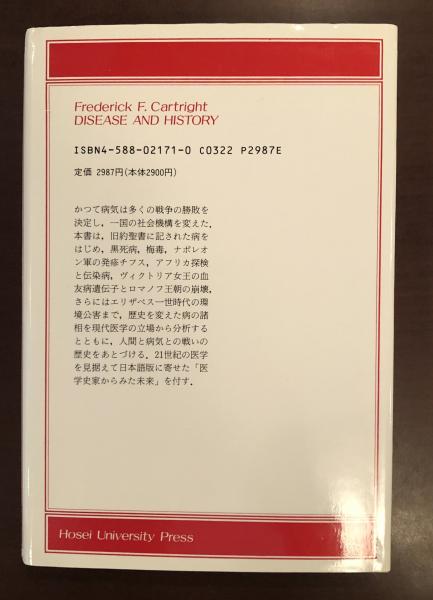 Frederick F. Cartright
DISEASE AND HISTORY
ISBN4-588-02171-0 C0322 P2987E
定価 2987円(本体2900円)
かつて病気は多くの戦争の勝敗を
決定し，一国の社会機構を変えた．
本書は，旧約聖書に記された病を
はじめ，黒死病，梅毒，ナポレオ
ン軍の発疹チフス，アフリカ探検
と伝染病，ヴィクトリア女王の血
友病遺伝子とロマノフ王朝の崩壊，
さらにはエリザベス一世時代の環
境公害まで，歴史を変えた病の諸
相を現代医学の立場から分析する
とともに，人間と病気との戦いの
歴史をあとづける．21世紀の医学
を見据えて日本語版に寄せた「医
学史家からみた未来」を付す．
Hosei University Press